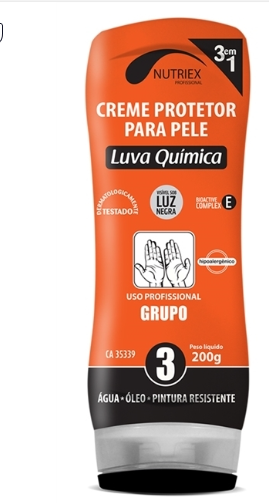 3 em 1
NUTRIEX
PROFISSIONAL
CREME PROTETOR
PARA PELE
Luva Química
DERMATOLOGICAMENTE
TESTADO
VISÍVEL SOB
LUZ
NEGRA
BIOACTIVE
COMPLEX E
hipoalergênico
USO PROFISSIONAL
GRUPO
3
CA 35339
Peso líquido
200g
ÁGUA • ÓLEO • PINTURA RESISTENTE